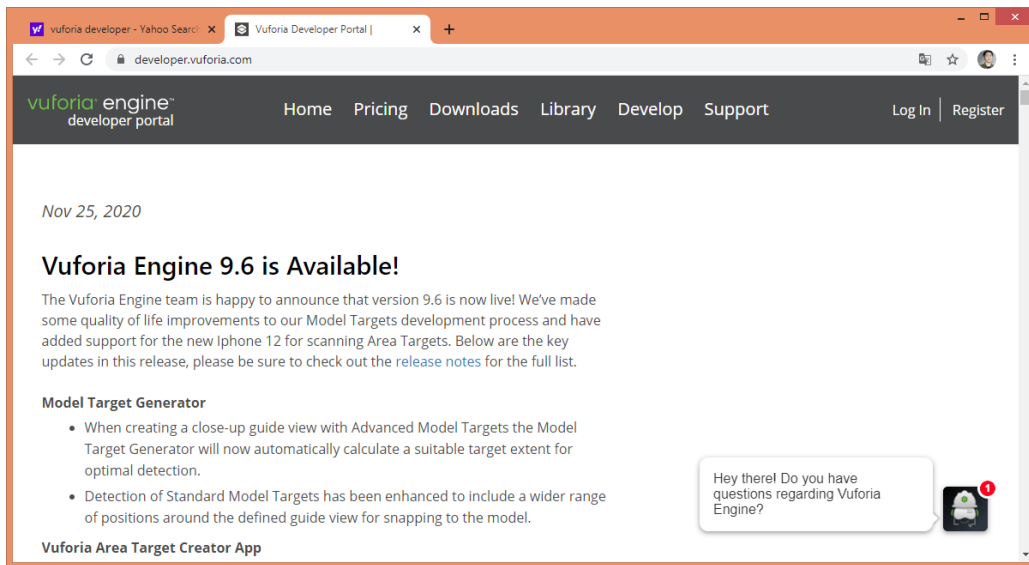 vuforia developer - Yahoo Search
Vuforia Developer Portal |
developer.vuforia.com
vuforia engine™
developer portal
Home Pricing Downloads Library Develop Support
Log In Register
Nov 25, 2020
Vuforia Engine 9.6 is Available!
The Vuforia Engine team is happy to announce that version 9.6 is now live! We've made
some quality of life improvements to our Model Targets development process and have
added support for the new Iphone 12 for scanning Area Targets. Below are the key
updates in this release, please be sure to check out the release notes for the full list.
Model Target Generator
• When creating a close-up guide view with Advanced Model Targets the Model
Target Generator will now automatically calculate a suitable target extent for
optimal detection.
• Detection of Standard Model Targets has been enhanced to include a wider range
of positions around the defined guide view for snapping to the model.
Vuforia Area Target Creator App
Hey there! Do you have
questions regarding Vuforia
Engine?
1